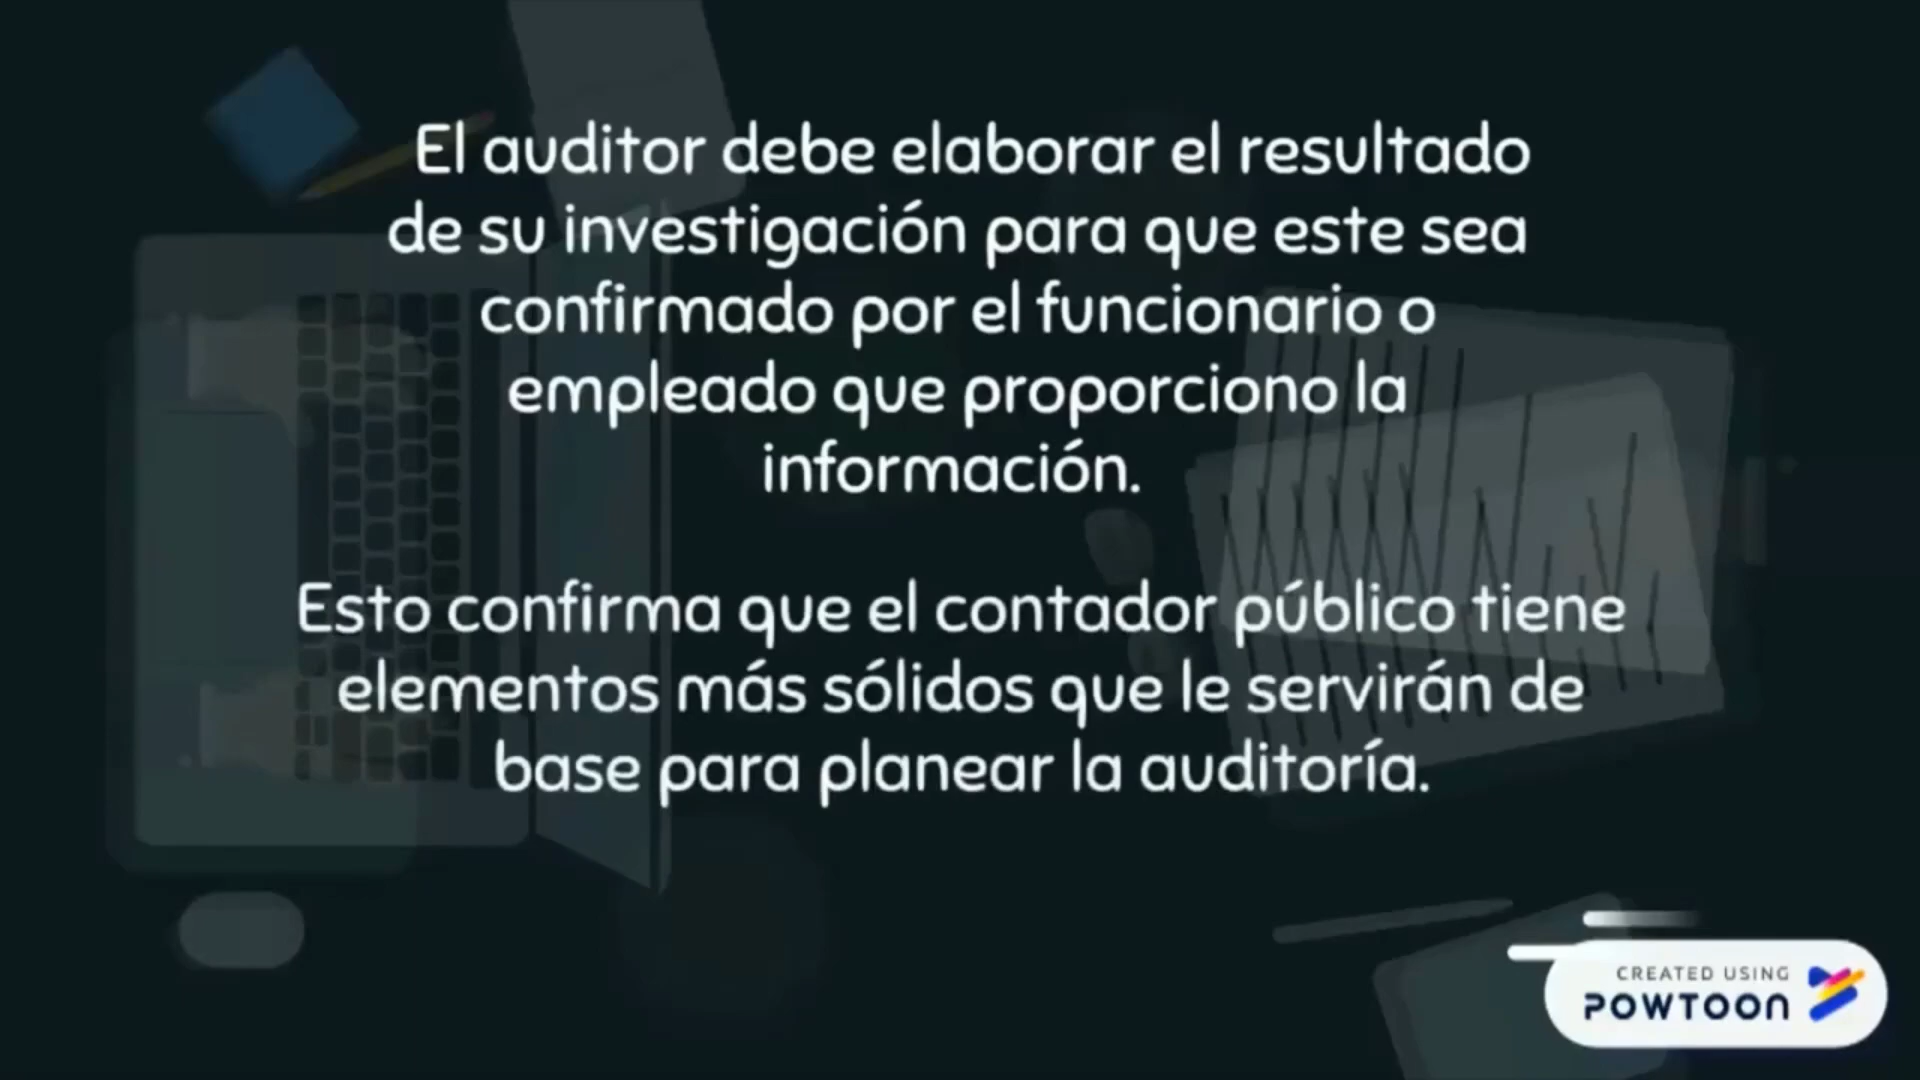 El auditor debe elaborar el resultado
de su investigación para que este sea
confirmado por el funcionario o
empleado que proporciono la
información.
Esto confirma que el contador público tiene
elementos más sólidos que le servirán de
base para planear la auditoría.
CREATED USING
POWTOON